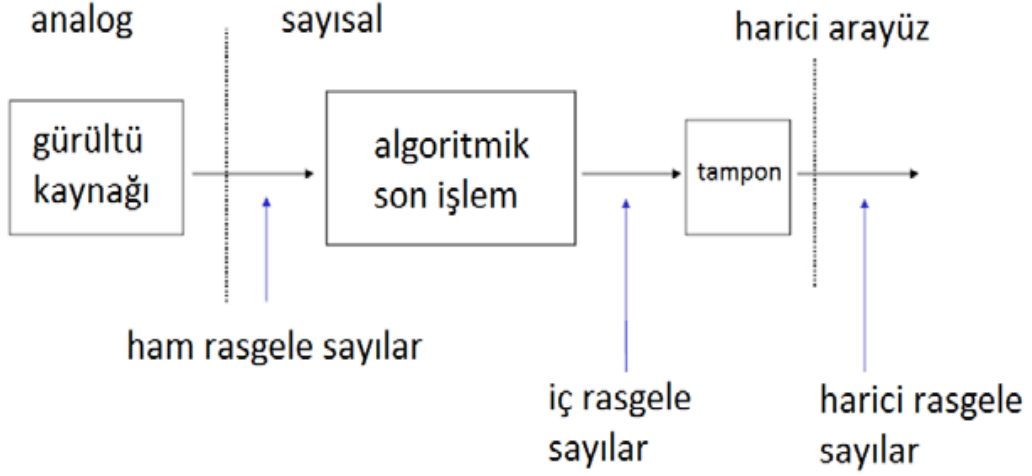 analog
sayısal
harici arayüz
gürültü
kaynağı
algoritmik
son işlem
tampon
ham rasgele sayılar
iç rasgele
sayılar
harici rasgele
sayılar